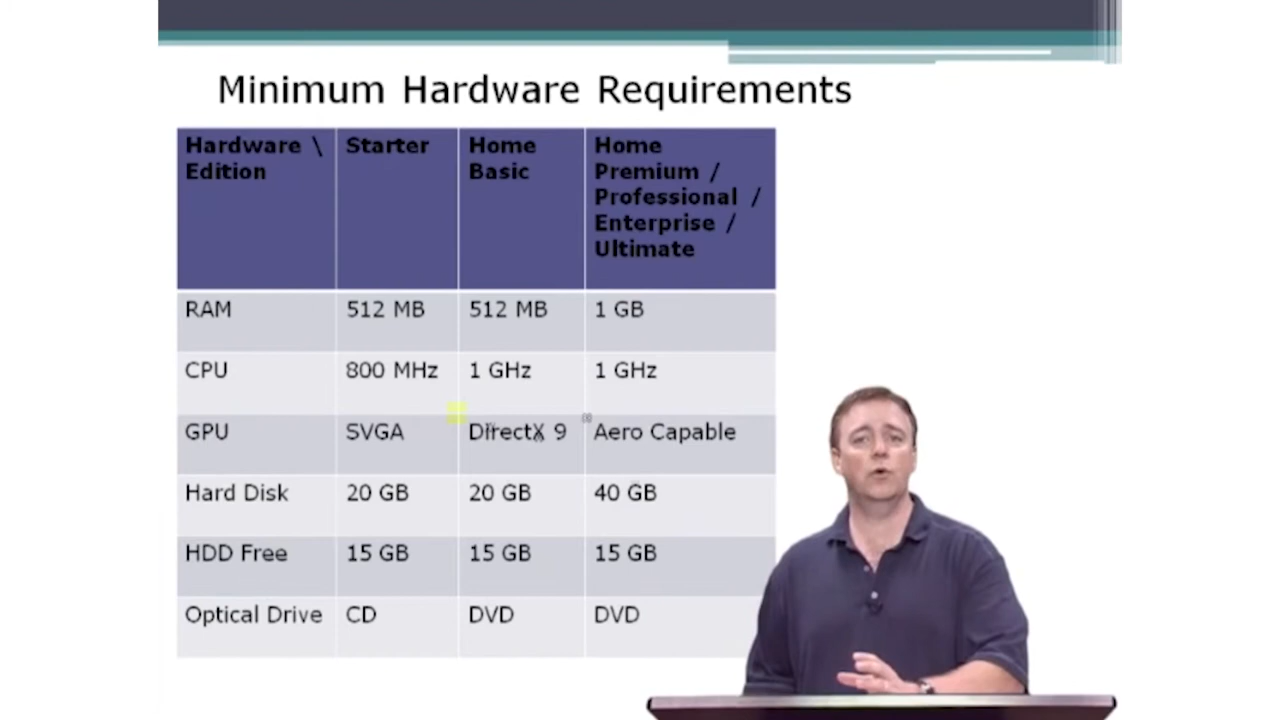 Minimum Hardware Requirements
Hardware \ Edition Starter Home Basic Home Premium / Professional / Enterprise / Ultimate
RAM 512 MB 512 MB 1 GB
CPU 800 MHz 1 GHz 1 GHz
GPU SVGA DirectX 9 Aero Capable
Hard Disk 20 GB 20 GB 40 GB
HDD Free 15 GB 15 GB 15 GB
Optical Drive CD DVD DVD